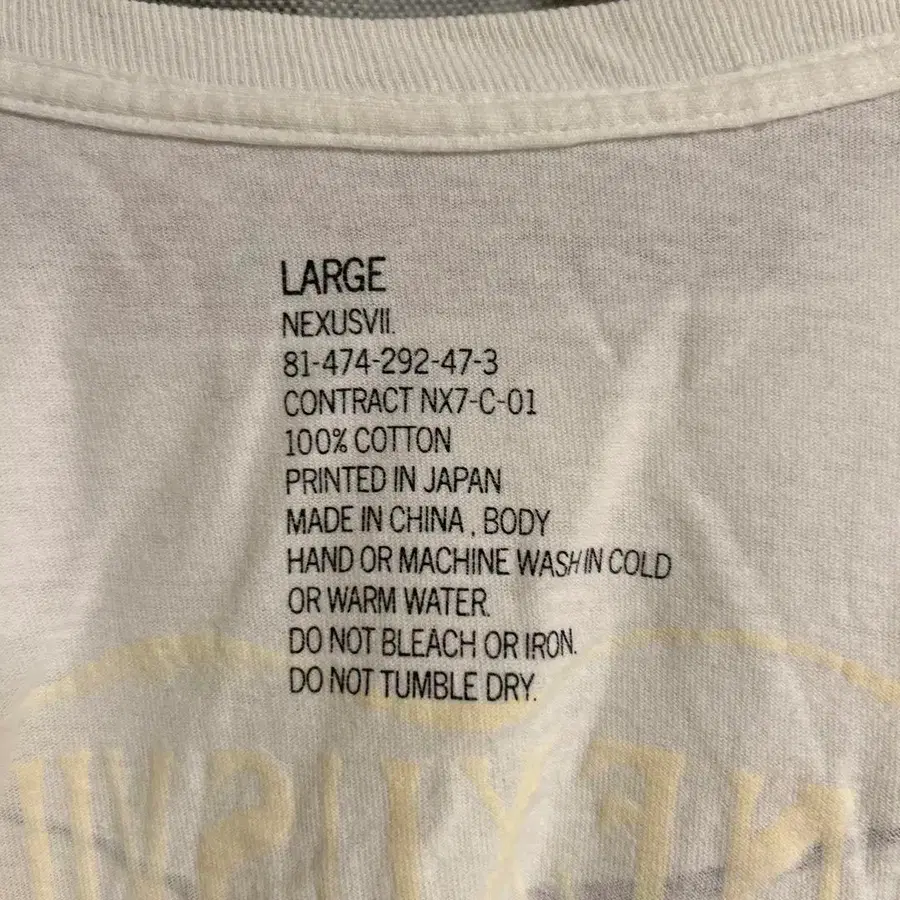 LARGE
NEXUSVII.
81-474-292-47-3
CONTRACT NX7-C-01
100% COTTON
PRINTED IN JAPAN
MADE IN CHINA , BODY
HAND OR MACHINE WASH IN COLD
OR WARM WATER.
DO NOT BLEACH OR IRON.
DO NOT TUMBLE DRY.
NEXUSVII